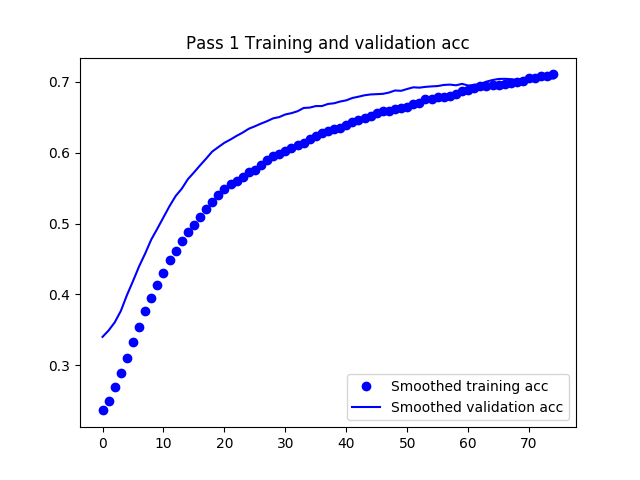 Pass 1 Training and validation acc
0.7
0.6
0.5
0.4
0.3
Smoothed training acc
Smoothed validation acc
0 10 20 30 40 50 60 70